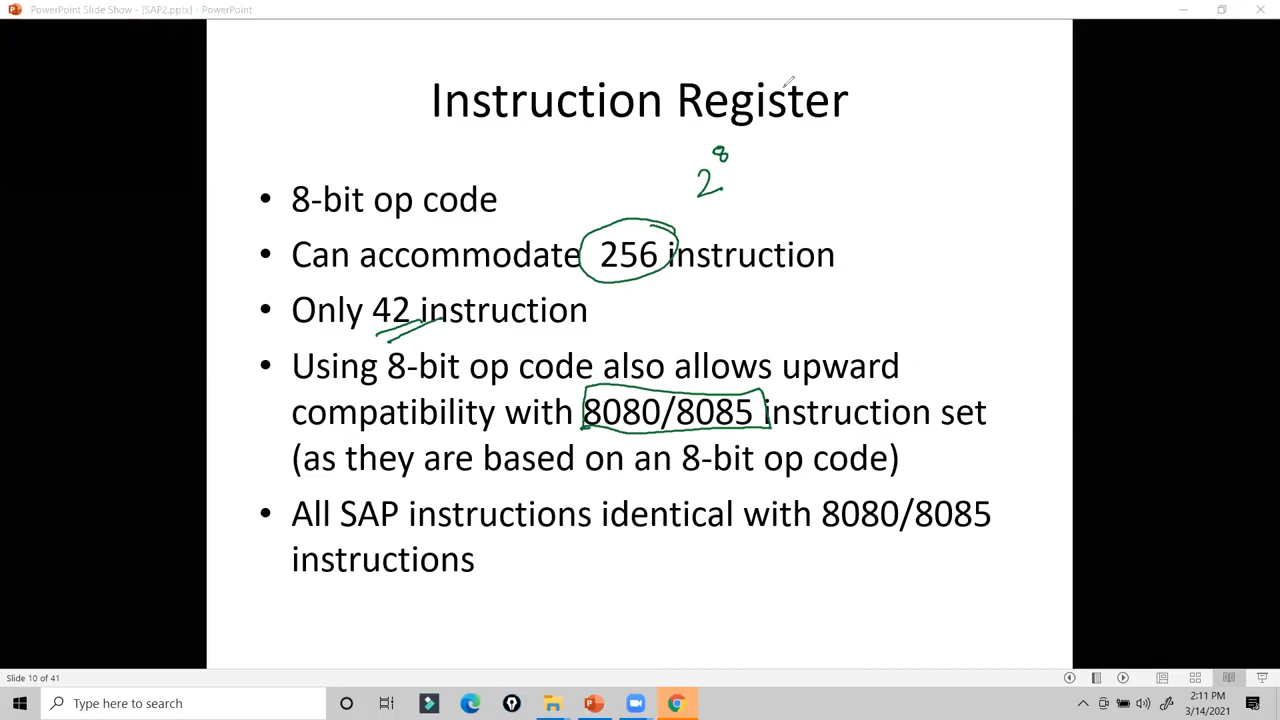 PowerPoint Slide Show - [SAP2.pptx] - PowerPoint
Instruction Register
2⁸
• 8-bit op code
• Can accommodate 256 instruction
• Only 42 instruction
• Using 8-bit op code also allows upward
compatibility with 8080/8085 instruction set
(as they are based on an 8-bit op code)
• All SAP instructions identical with 8080/8085
instructions
Slide 10 of 41
Type here to search
2:11 PM
3/14/2021